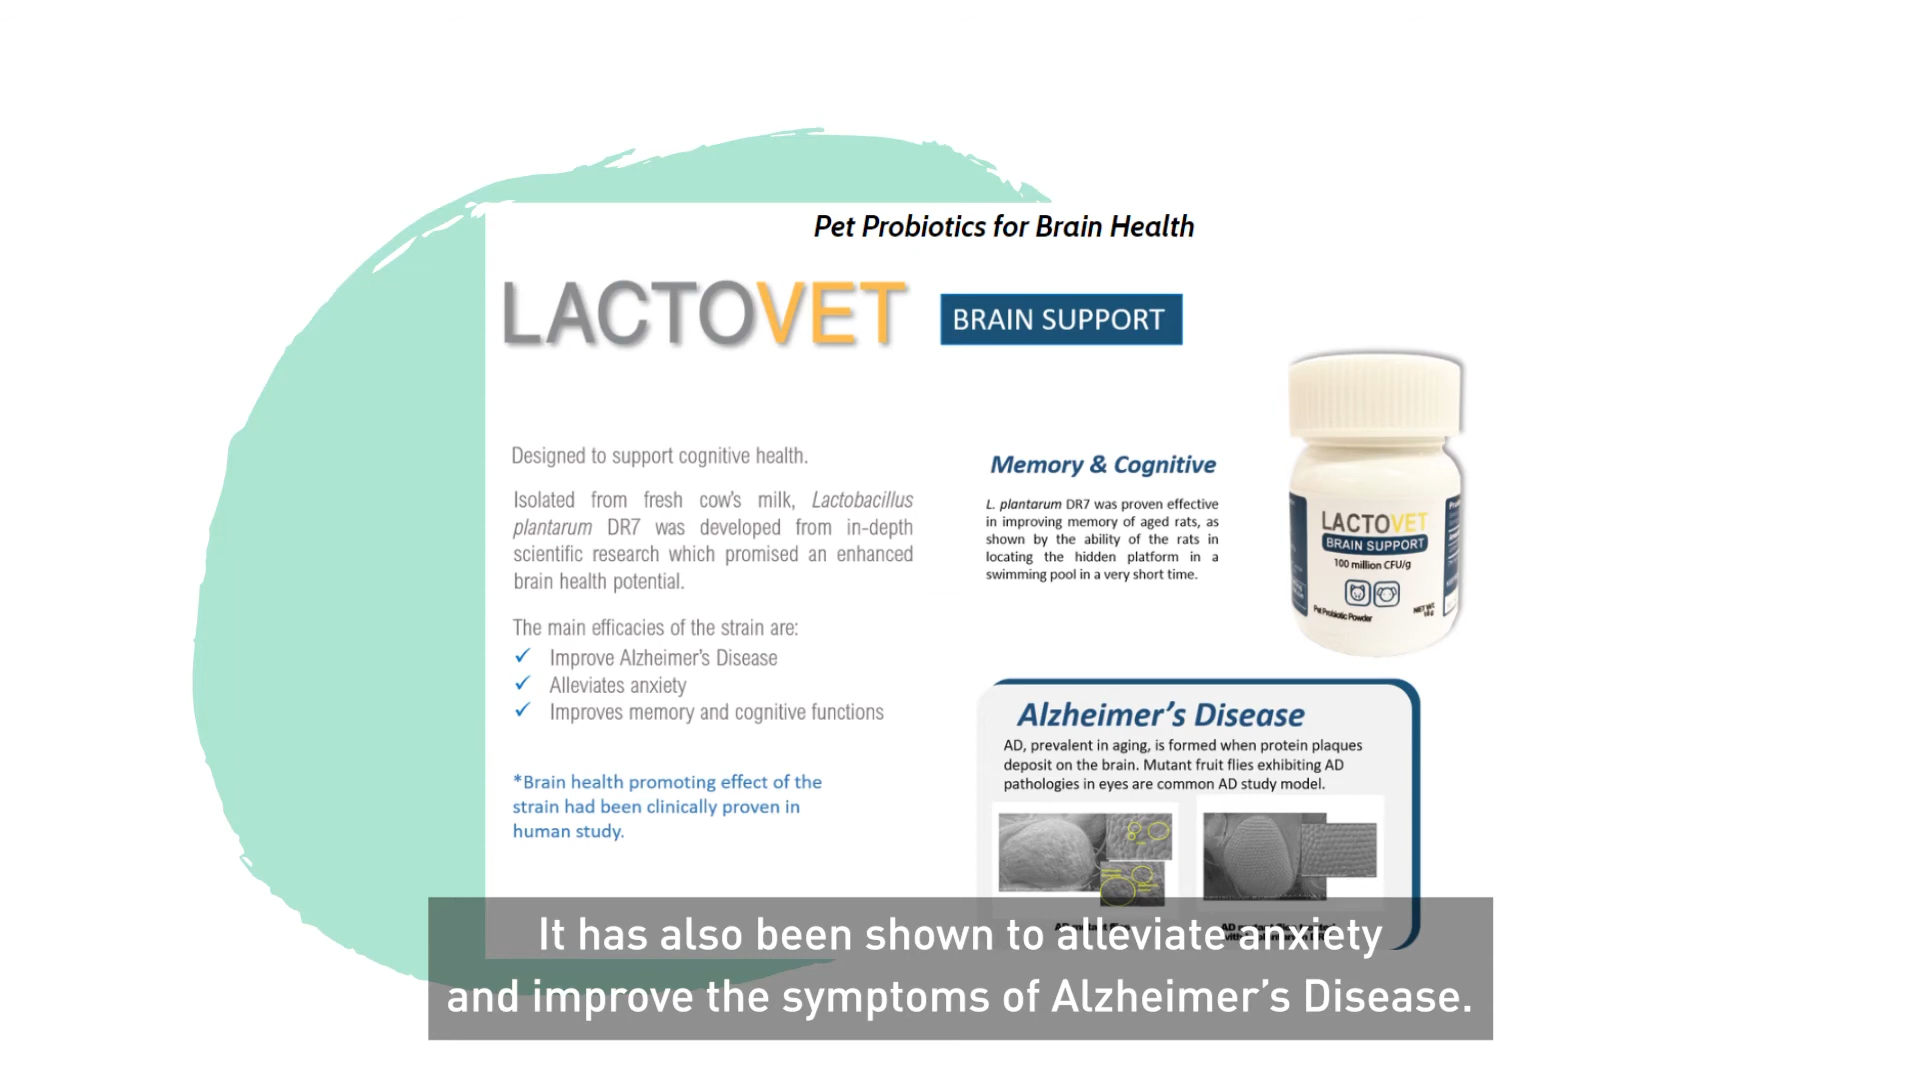 Pet Probiotics for Brain Health
LACTOVET
BRAIN SUPPORT
Designed to support cognitive health.
Isolated from fresh cow's milk, Lactobacillus
plantarum DR7 was developed from in-depth
scientific research which promised an enhanced
brain health potential.
The main efficacies of the strain are:
✓ Improve Alzheimer's Disease
✓ Alleviates anxiety
✓ Improves memory and cognitive functions
*Brain health promoting effect of the
strain had been clinically proven in
human study.
Memory & Cognitive
L. plantarum DR7 was proven effective
in improving memory of aged rats, as
shown by the ability of the rats in
locating the hidden platform in a
swimming pool in a very short time.
LACTOVET
BRAIN SUPPORT
100 million CFU/g
Pet Probiotic Powder
NET WT.
Alzheimer's Disease
AD, prevalent in aging, is formed when protein plaques
deposit on the brain. Mutant fruit flies exhibiting AD
pathologies in eyes are common AD study model.
It has also been shown to alleviate anxiety
and improve the symptoms of Alzheimer's Disease.